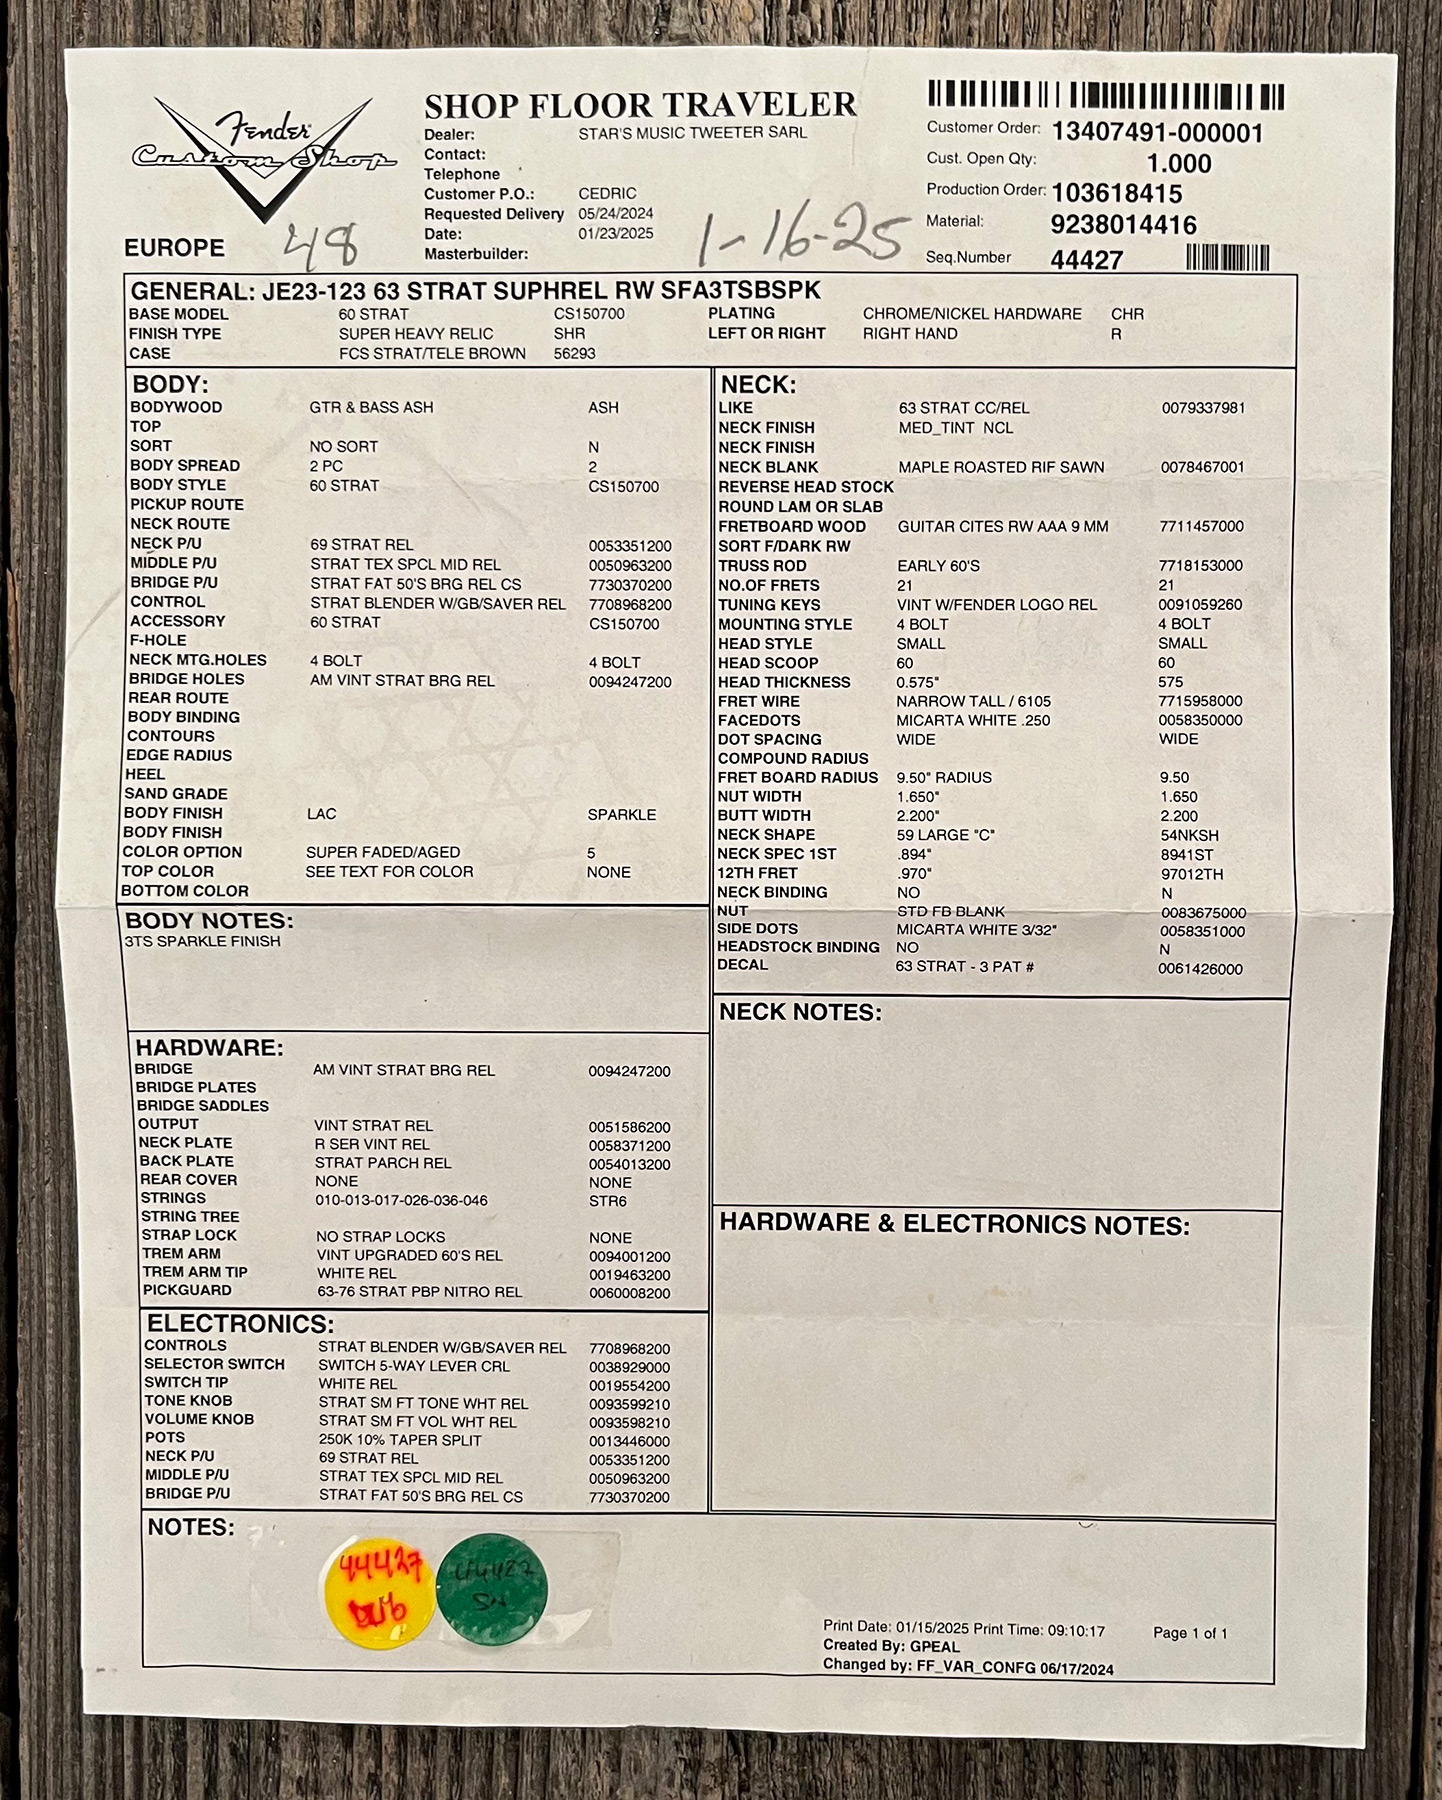 Fender
Custom Shop
SHOP FLOOR TRAVELER
Dealer: STAR'S MUSIC TWEETER SARL
Contact:
Telephone
Customer P.O.: CEDRIC
Requested Delivery 05/24/2024
Date: 01/23/2025
Masterbuilder:
1-16-25
Customer Order: 13407491-000001
Cust. Open Qty: 1.000
Production Order: 103618415
Material: 9238014416
Seq.Number 44427
EUROPE 48
GENERAL: JE23-123 63 STRAT SUPHREL RW SFA3TSBSPK
BASE MODEL 60 STRAT CS150700 PLATING CHROME/NICKEL HARDWARE CHR
FINISH TYPE SUPER HEAVY RELIC SHR LEFT OR RIGHT RIGHT HAND R
CASE FCS STRAT/TELE BROWN 56293
BODY:
BODYWOOD GTR & BASS ASH ASH
TOP
SORT NO SORT N
BODY SPREAD 2 PC 2
BODY STYLE 60 STRAT CS150700
PICKUP ROUTE
NECK ROUTE
NECK P/U 69 STRAT REL 0053351200
MIDDLE P/U STRAT TEX SPCL MID REL 0050963200
BRIDGE P/U STRAT FAT 50'S BRG REL CS 7730370200
CONTROL STRAT BLENDER W/GB/SAVER REL 7708968200
ACCESSORY 60 STRAT CS150700
F-HOLE
NECK MTG.HOLES 4 BOLT 4 BOLT
BRIDGE HOLES AM VINT STRAT BRG REL 0094247200
REAR ROUTE
BODY BINDING
CONTOURS
EDGE RADIUS
HEEL
SAND GRADE
BODY FINISH LAC SPARKLE
BODY FINISH
COLOR OPTION SUPER FADED/AGED 5
TOP COLOR SEE TEXT FOR COLOR NONE
BOTTOM COLOR
BODY NOTES:
3TS SPARKLE FINISH
HARDWARE:
BRIDGE AM VINT STRAT BRG REL 0094247200
BRIDGE PLATES
BRIDGE SADDLES
OUTPUT VINT STRAT REL 0051586200
NECK PLATE R SER VINT REL 0058371200
BACK PLATE STRAT PARCH REL 0054013200
REAR COVER NONE NONE
STRINGS 010-013-017-026-036-046 STR6
STRING TREE
STRAP LOCK NO STRAP LOCKS NONE
TREM ARM VINT UPGRADED 60'S REL 0094001200
TREM ARM TIP WHITE REL 0019463200
PICKGUARD 63-76 STRAT PBP NITRO REL 0060008200
ELECTRONICS:
CONTROLS STRAT BLENDER W/GB/SAVER REL 7708968200
SELECTOR SWITCH SWITCH 5-WAY LEVER CRL 0038929000
SWITCH TIP WHITE REL 0019554200
TONE KNOB STRAT SM FT TONE WHT REL 0093599210
VOLUME KNOB STRAT SM FT VOL WHT REL 0093598210
POTS 250K 10% TAPER SPLIT 0013446000
NECK P/U 69 STRAT REL 0053351200
MIDDLE P/U STRAT TEX SPCL MID REL 0050963200
BRIDGE P/U STRAT FAT 50'S BRG REL CS 7730370200
NECK:
LIKE 63 STRAT CC/REL 0079337981
NECK FINISH MED_TINT NCL
NECK FINISH
NECK BLANK MAPLE ROASTED RIF SAWN 0078467001
REVERSE HEAD STOCK
ROUND LAM OR SLAB
FRETBOARD WOOD GUITAR CITES RW AAA 9 MM 7711457000
SORT F/DARK RW
TRUSS ROD EARLY 60'S 7718153000
NO.OF FRETS 21 21
TUNING KEYS VINT W/FENDER LOGO REL 0091059260
MOUNTING STYLE 4 BOLT 4 BOLT
HEAD STYLE SMALL SMALL
HEAD SCOOP 60 60
HEAD THICKNESS 0.575" 575
FRET WIRE NARROW TALL / 6105 7715958000
FACEDOTS MICARTA WHITE .250 0058350000
DOT SPACING WIDE WIDE
COMPOUND RADIUS
FRET BOARD RADIUS 9.50" RADIUS 9.50
NUT WIDTH 1.650" 1.650
BUTT WIDTH 2.200" 2.200
NECK SHAPE 59 LARGE "C" 54NKSH
NECK SPEC 1ST .894" 8941ST
12TH FRET .970" 97012TH
NECK BINDING NO N
NUT STD FB BLANK 0083675000
SIDE DOTS MICARTA WHITE 3/32" 0058351000
HEADSTOCK BINDING NO N
DECAL 63 STRAT - 3 PAT # 0061426000
NECK NOTES:
HARDWARE & ELECTRONICS NOTES:
NOTES:
44427
Print Date: 01/15/2025 Print Time: 09:10:17 Page 1 of 1
Created By: GPEAL
Changed by: FF_VAR_CONFG 06/17/2024